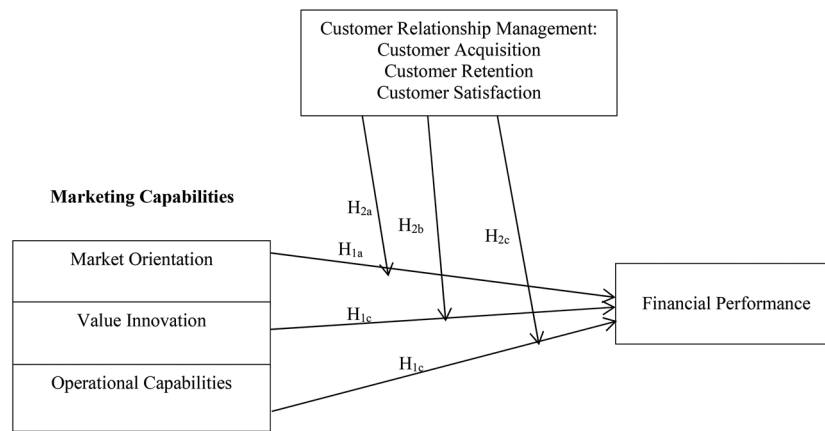 Customer Relationship Management:
Customer Acquisition
Customer Retention
Customer Satisfaction
Marketing Capabilities
H2a
H2b
H2c
H1a
Market Orientation
Value Innovation
H1c
Financial Performance
H1c
Operational Capabilities